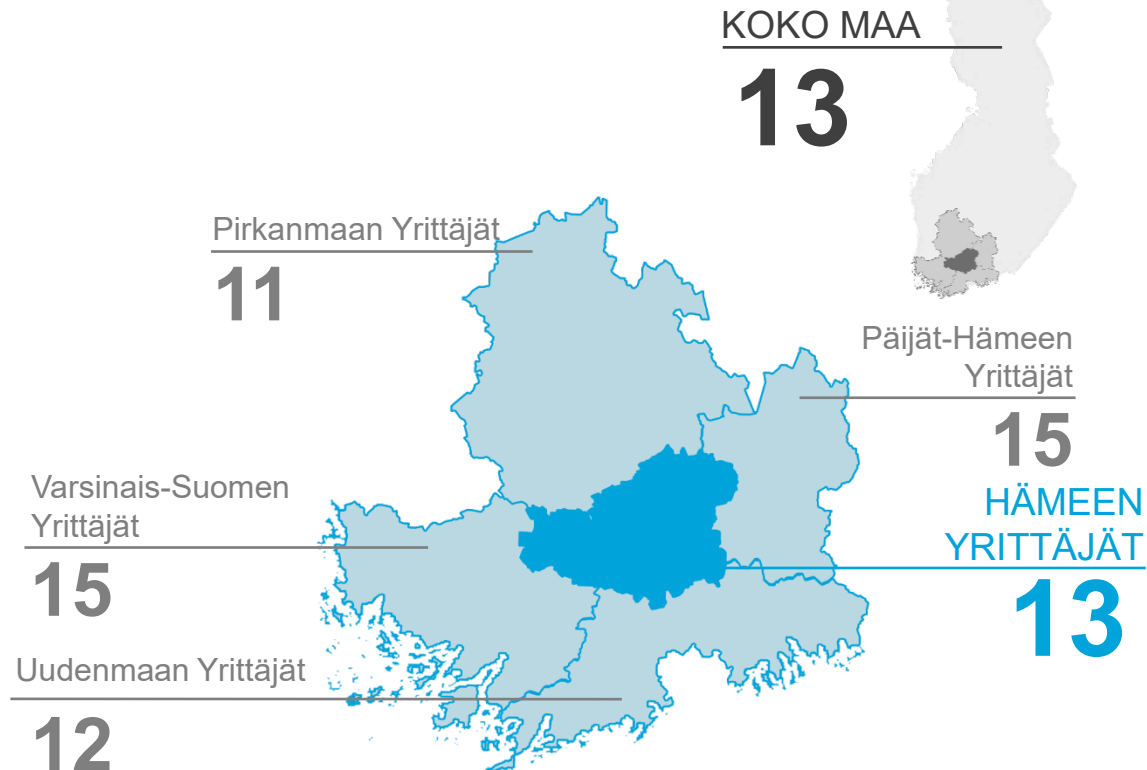 KOKO MAA
13
Pirkanmaan Yrittäjät
11
Päijät-Hämeen
Yrittäjät
15
Varsinais-Suomen
Yrittäjät
15
HÄMEEN
YRITTÄJÄT
13
Uudenmaan Yrittäjät
12